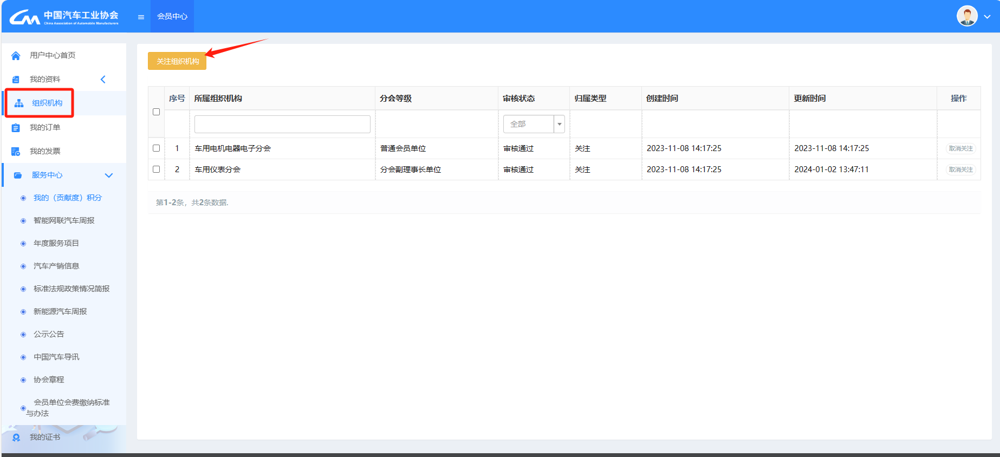 中国汽车工业协会
China Association of Automobile Manufacturers
会员中心
用户中心首页
我的资料
组织机构
我的订单
我的发票
服务中心
我的（贡献度）积分
智能网联汽车周报
年度服务项目
汽车产销信息
标准法规政策情况简报
新能源汽车周报
公示公告
中国汽车导讯
协会章程
会员单位会费缴纳标准
与办法
我的证书
关注组织机构
序号 所属组织机构 分会等级 审核状态 归属类型 创建时间 更新时间 操作
全部
1 车用电机电器电子分会 普通会员单位 审核通过 关注 2023-11-08 14:17:25 2023-11-08 14:17:25 取消关注
2 车用仪表分会 分会副理事长单位 审核通过 关注 2023-11-08 14:17:25 2024-01-02 13:47:11 取消关注
第1-2条，共2条数据.